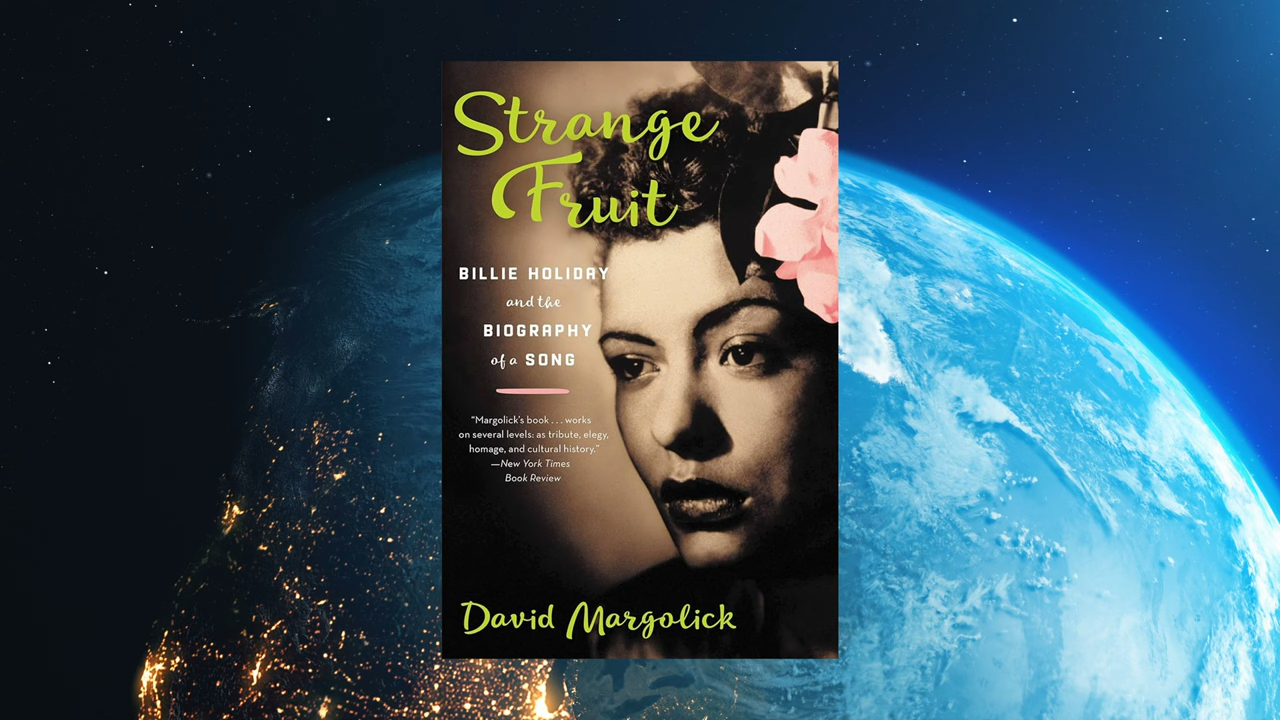 Strange
Fruit
BILLIE HOLIDAY
and the
BIOGRAPHY
of a SONG
“Margolick’s book . . . works
on several levels: as tribute, elegy,
homage, and cultural history.”
—New York Times
Book Review
David Margolick